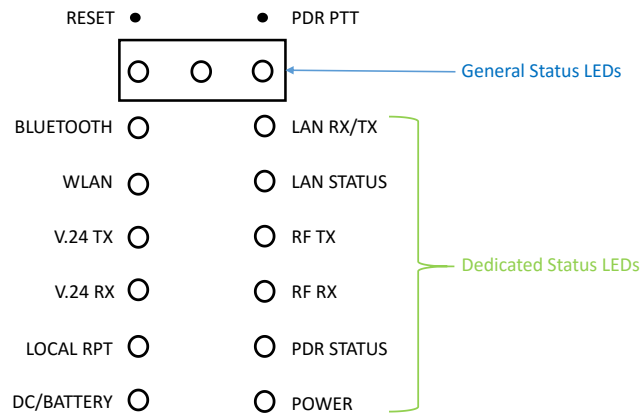 RESET PDR PTT
General Status LEDs
BLUETOOTH LAN RX/TX
WLAN LAN STATUS
V.24 TX RF TX
Dedicated Status LEDs
V.24 RX RF RX
LOCAL RPT PDR STATUS
DC/BATTERY POWER